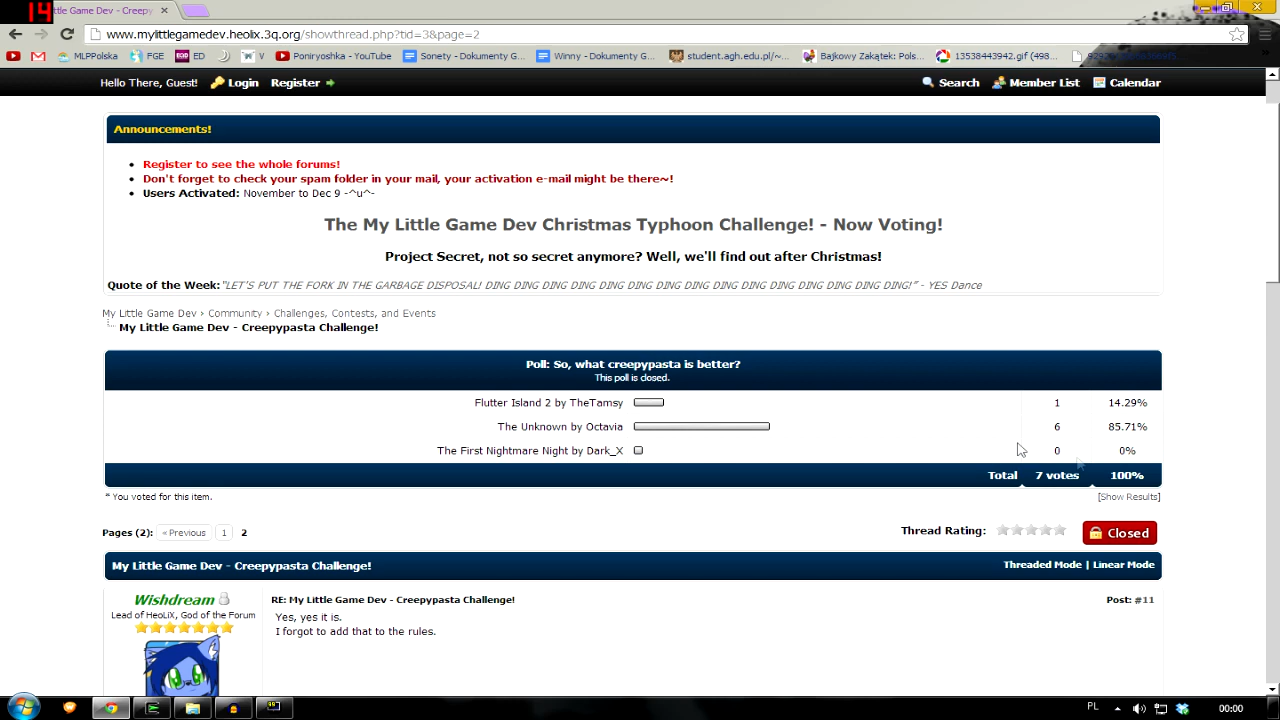 14
Little Game Dev - Creepy
www.mylittlegamedev.heolix.3q.org/showthread.php?tid=3&page=2
MLPPolska
FGE
ED
V
Poniryoshka - YouTube
Sonety - Dokumenty G...
Winny - Dokumenty G...
student.agh.edu.pl/~...
Bajkowy Zakątek: Pols...
13538443942.gif (498...
Hello There, Guest! Login Register
Search Member List Calendar
Announcements!
Register to see the whole forums!
Don't forget to check your spam folder in your mail, your activation e-mail might be there~!
Users Activated: November to Dec 9 -^u^-
The My Little Game Dev Christmas Typhoon Challenge! - Now Voting!
Project Secret, not so secret anymore? Well, we'll find out after Christmas!
Quote of the Week:"LET'S PUT THE FORK IN THE GARBAGE DISPOSAL! DING DING DING DING DING DING DING DING DING DING DING DING DING DING DING!" - YES Dance
My Little Game Dev › Community › Challenges, Contests, and Events
My Little Game Dev - Creepypasta Challenge!
Poll: So, what creepypasta is better?
This poll is closed.
Flutter Island 2 by TheTamsy 1 14.29%
The Unknown by Octavia 6 85.71%
The First Nightmare Night by Dark_X 0 0%
Total 7 votes 100%
* You voted for this item. [Show Results]
Pages (2): « Previous 1 2
Thread Rating: Closed
My Little Game Dev - Creepypasta Challenge! Threaded Mode | Linear Mode
Wishdream
Lead of HeoLiX, God of the Forum
RE: My Little Game Dev - Creepypasta Challenge! Post: #11
Yes, yes it is.
I forgot to add that to the rules.
PL 00:00